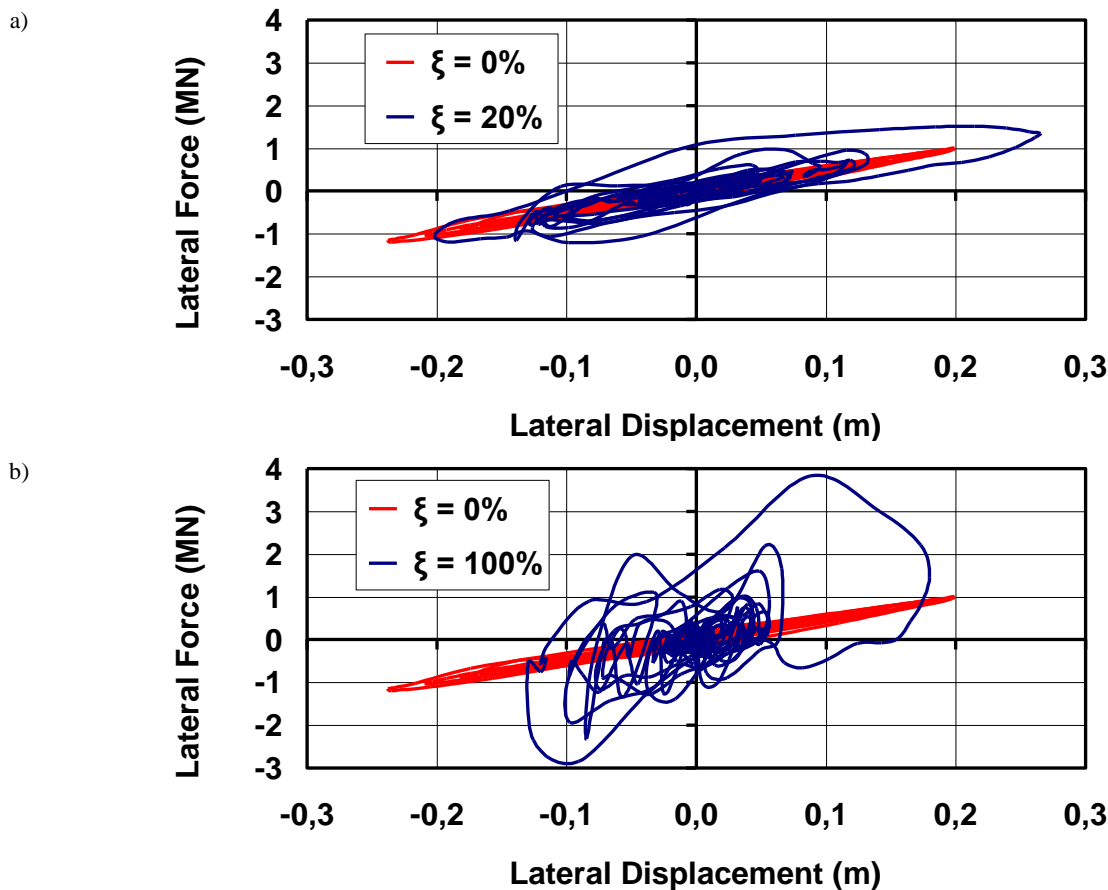 a)
Lateral Force (MN)
4
3
2
1
0
-1
-2
-3
ξ = 0%
ξ = 20%
-0,3 -0,2 -0,1 0,0 0,1 0,2 0,3
Lateral Displacement (m)
b)
Lateral Force (MN)
4
3
2
1
0
-1
-2
-3
ξ = 0%
ξ = 100%
-0,3 -0,2 -0,1 0,0 0,1 0,2 0,3
Lateral Displacement (m)